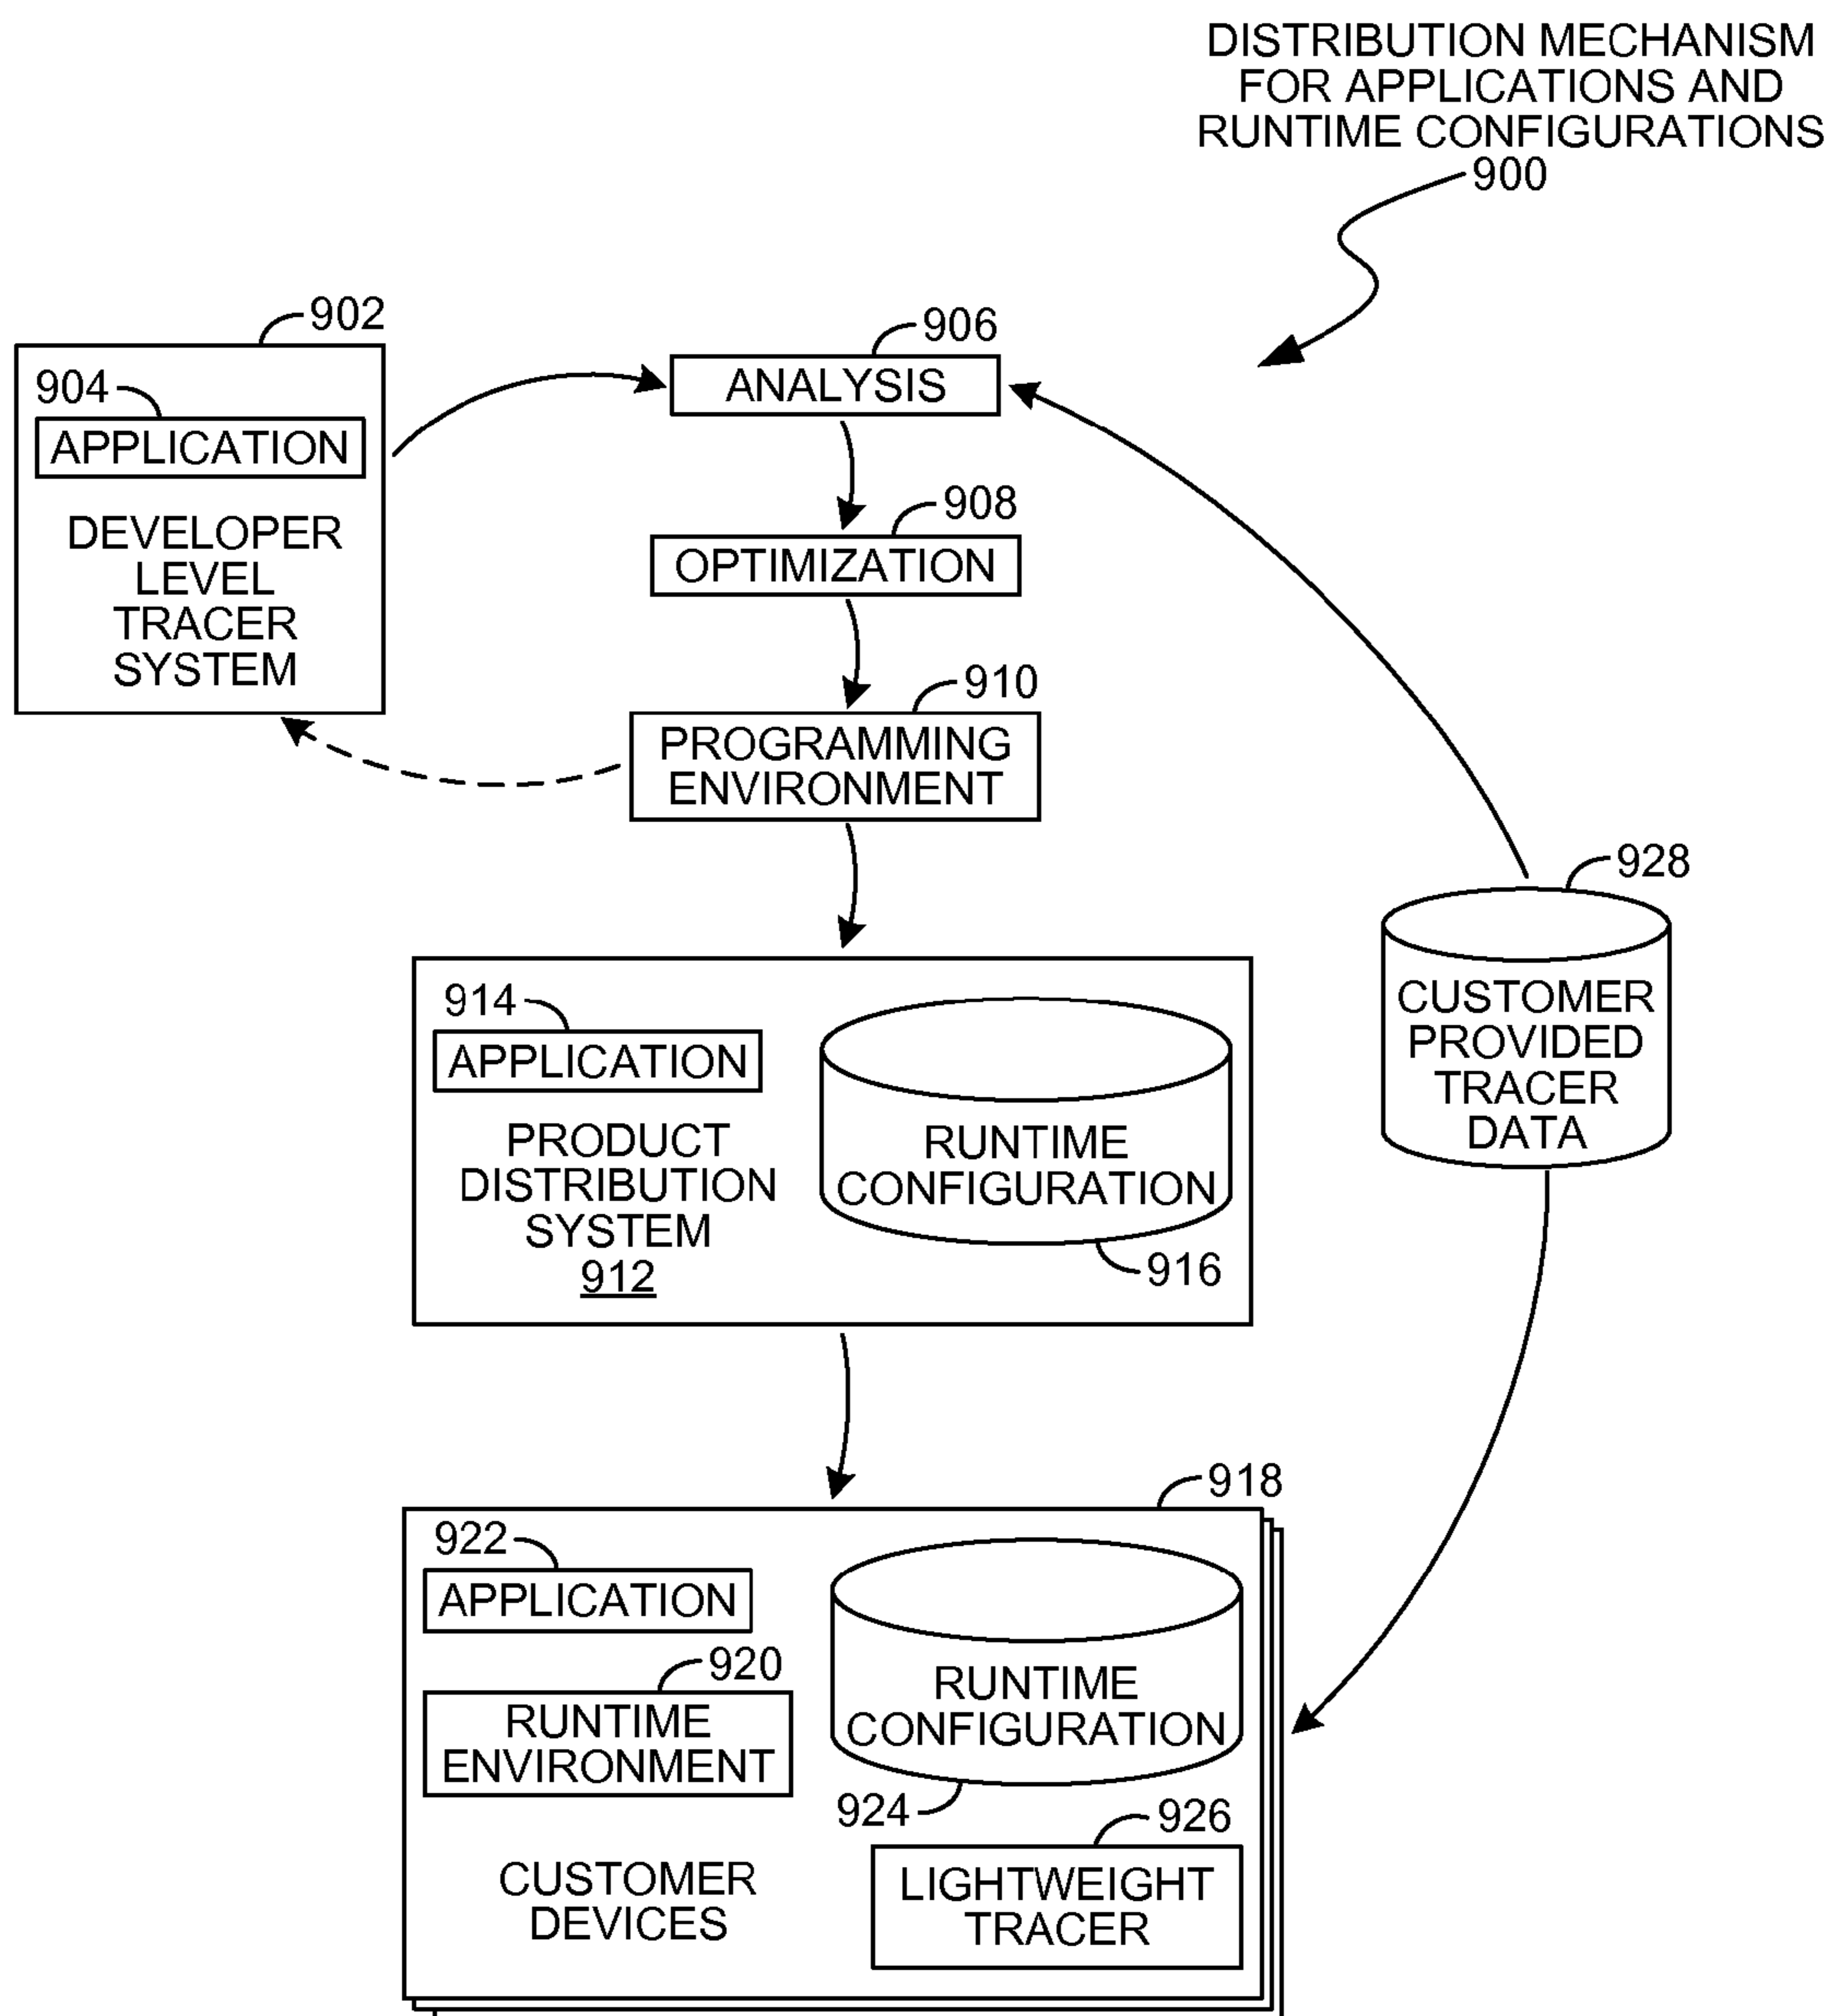 DISTRIBUTION MECHANISM
FOR APPLICATIONS AND
RUNTIME CONFIGURATIONS
900
902
904
APPLICATION
DEVELOPER
LEVEL
TRACER
SYSTEM
906
ANALYSIS
908
OPTIMIZATION
910
PROGRAMMING
ENVIRONMENT
928
CUSTOMER
PROVIDED
TRACER
DATA
914
APPLICATION
PRODUCT
DISTRIBUTION
SYSTEM
912
RUNTIME
CONFIGURATION
916
918
922
APPLICATION
920
RUNTIME
ENVIRONMENT
RUNTIME
CONFIGURATION
924
926
LIGHTWEIGHT
TRACER
CUSTOMER
DEVICES